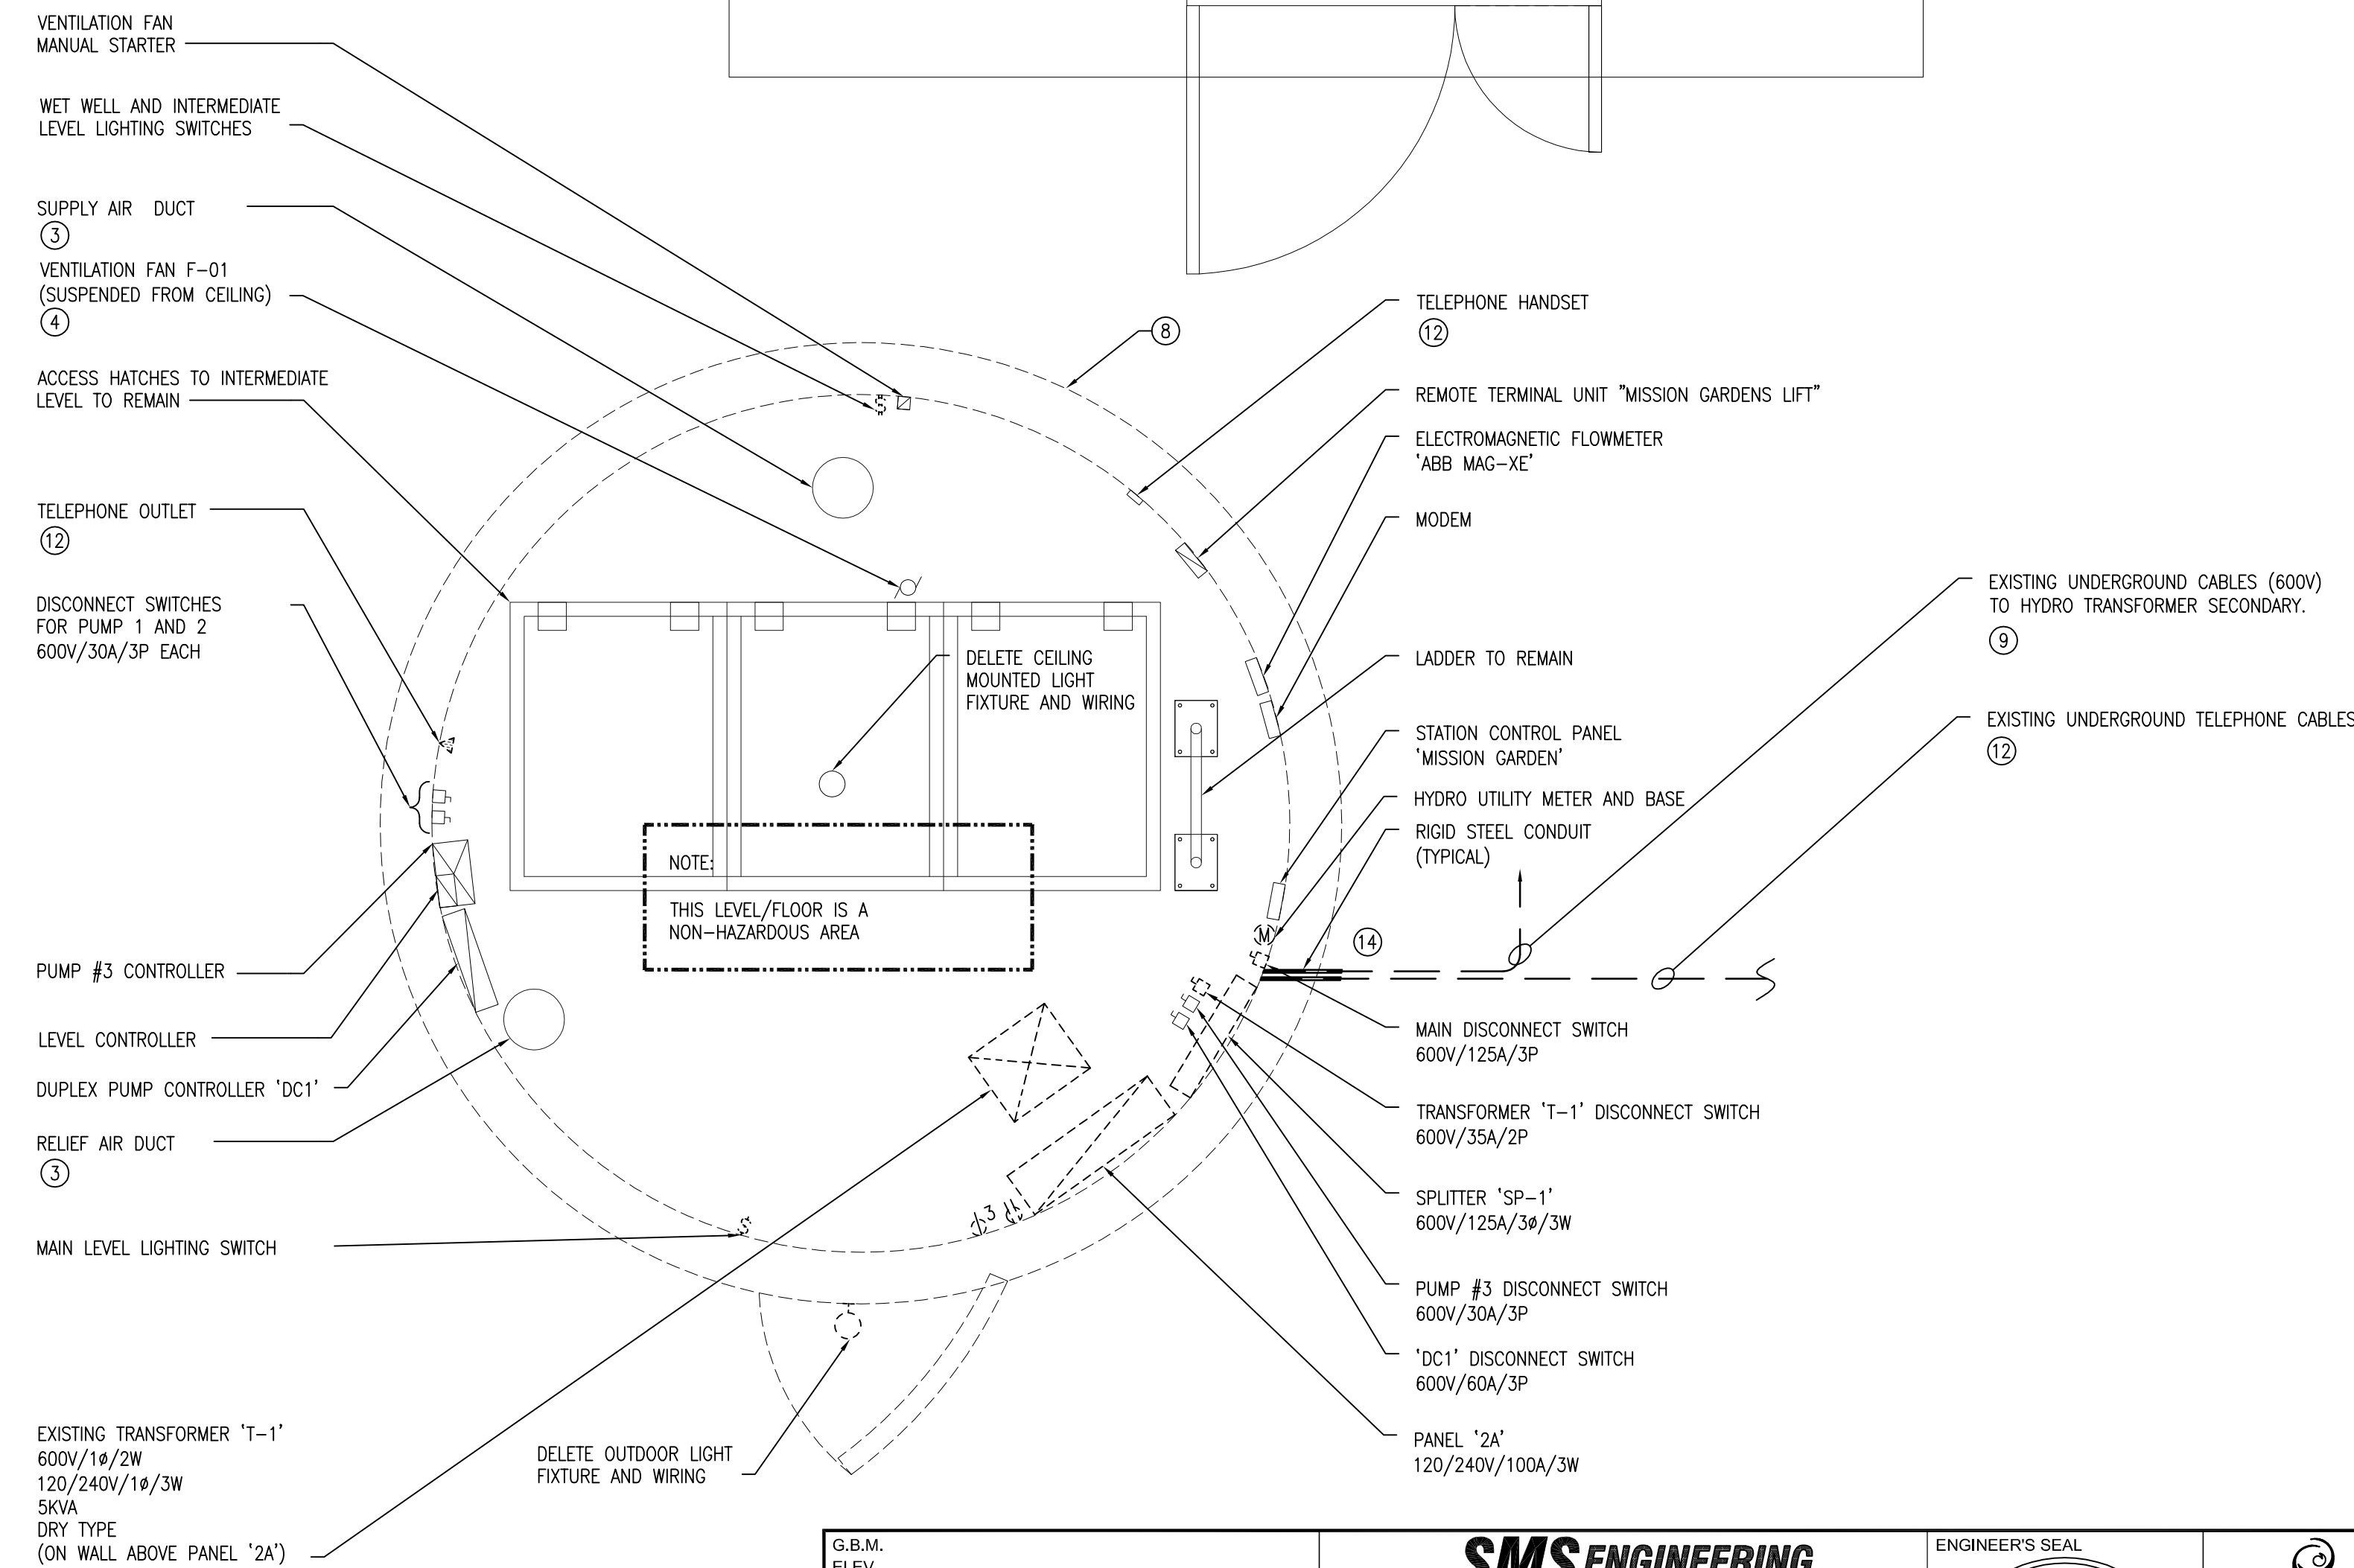 VENTILATION FAN
MANUAL STARTER
WET WELL AND INTERMEDIATE
LEVEL LIGHTING SWITCHES
SUPPLY AIR DUCT
3
VENTILATION FAN F-01
(SUSPENDED FROM CEILING)
4
ACCESS HATCHES TO INTERMEDIATE
LEVEL TO REMAIN
TELEPHONE OUTLET
12
DISCONNECT SWITCHES
FOR PUMP 1 AND 2
600V/30A/3P EACH
PUMP #3 CONTROLLER
LEVEL CONTROLLER
DUPLEX PUMP CONTROLLER 'DC1'
RELIEF AIR DUCT
3
MAIN LEVEL LIGHTING SWITCH
EXISTING TRANSFORMER 'T-1'
600V/1ø/2W
120/240V/1ø/3W
5KVA
DRY TYPE
(ON WALL ABOVE PANEL '2A')
8
$
DELETE CEILING
MOUNTED LIGHT
FIXTURE AND WIRING
NOTE:
THIS LEVEL/FLOOR IS A
NON-HAZARDOUS AREA
M
14
3
$
DELETE OUTDOOR LIGHT
FIXTURE AND WIRING
TELEPHONE HANDSET
12
REMOTE TERMINAL UNIT "MISSION GARDENS LIFT"
ELECTROMAGNETIC FLOWMETER
'ABB MAG-XE'
MODEM
LADDER TO REMAIN
STATION CONTROL PANEL
'MISSION GARDEN'
HYDRO UTILITY METER AND BASE
RIGID STEEL CONDUIT
(TYPICAL)
MAIN DISCONNECT SWITCH
600V/125A/3P
TRANSFORMER 'T-1' DISCONNECT SWITCH
600V/35A/2P
SPLITTER 'SP-1'
600V/125A/3ø/3W
PUMP #3 DISCONNECT SWITCH
600V/30A/3P
'DC1' DISCONNECT SWITCH
600V/60A/3P
PANEL '2A'
120/240V/100A/3W
EXISTING UNDERGROUND CABLES (600V)
TO HYDRO TRANSFORMER SECONDARY.
9
EXISTING UNDERGROUND TELEPHONE CABLES
12
G.B.M.
ELEV.
SMS ENGINEERING
ENGINEER'S SEAL